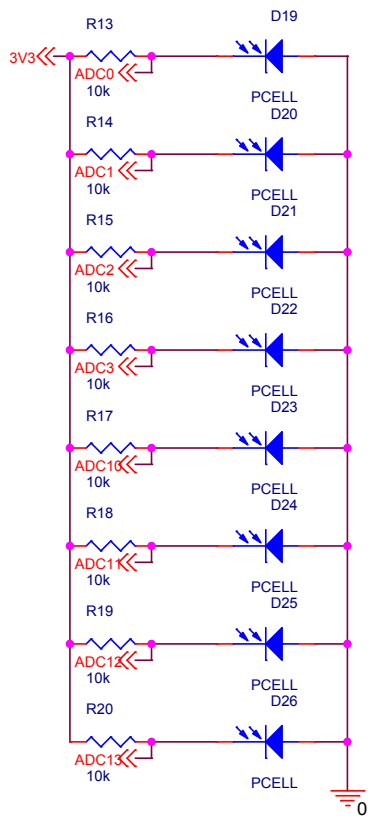 R13
D19
3V3
ADC0
10k
PCELL
R14
D20
ADC1
10k
PCELL
R15
D21
ADC2
10k
PCELL
R16
D22
ADC3
10k
PCELL
R17
D23
ADC10
10k
PCELL
R18
D24
ADC11
10k
PCELL
R19
D25
ADC12
10k
PCELL
R20
D26
ADC13
10k
PCELL
0